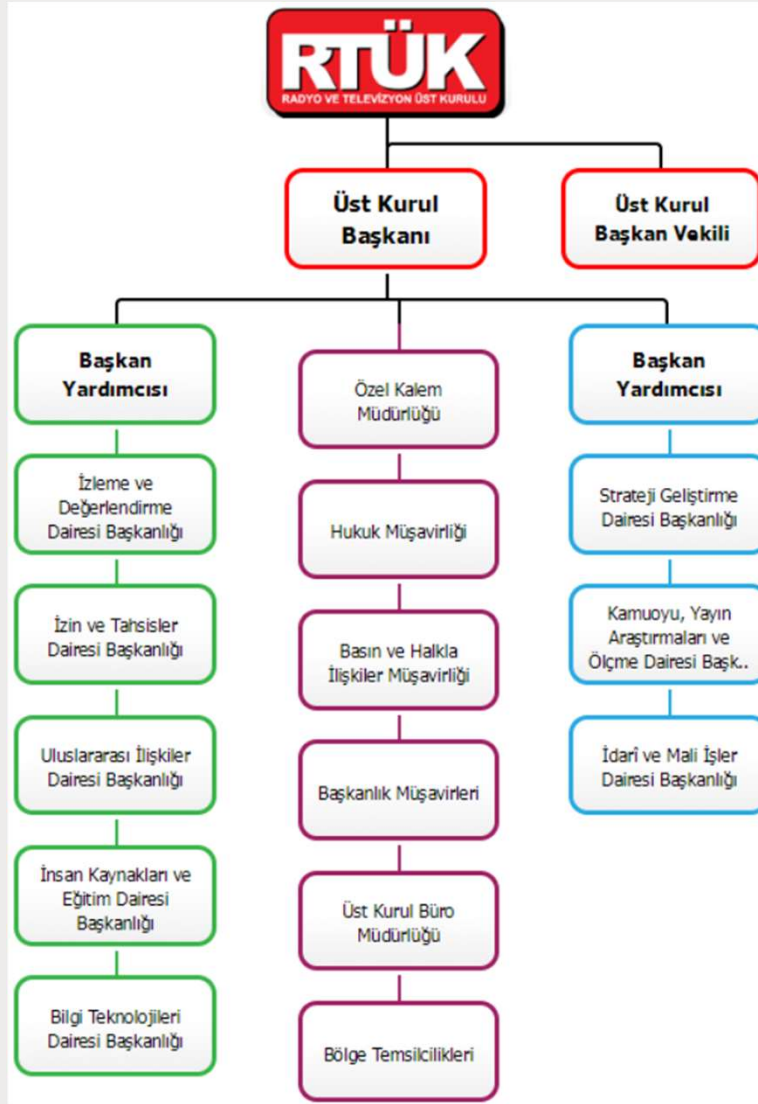 RTÜK
RADYO VE TELEVİZYON ÜST KURULU
Üst Kurul
Başkanı
Üst Kurul
Başkan Vekili
Başkan
Yardımcısı
İzleme ve
Değerlendirme
Dairesi Başkanlığı
İzin ve Tahsisler
Dairesi Başkanlığı
Uluslararası İlişkiler
Dairesi Başkanlığı
İnsan Kaynakları ve
Eğitim Dairesi
Başkanlığı
Bilgi Teknolojileri
Dairesi Başkanlığı
Özel Kalem
Müdürlüğü
Hukuk Müşavirliği
Basın ve Halkla
İlişkiler Müşavirliği
Başkanlık Müşavirleri
Üst Kurul Büro
Müdürlüğü
Bölge Temsilcilikleri
Başkan
Yardımcısı
Strateji Geliştirme
Dairesi Başkanlığı
Kamuoyu, Yayın
Araştırmaları ve
Ölçme Dairesi Başk..
İdarî ve Mali İşler
Dairesi Başkanlığı